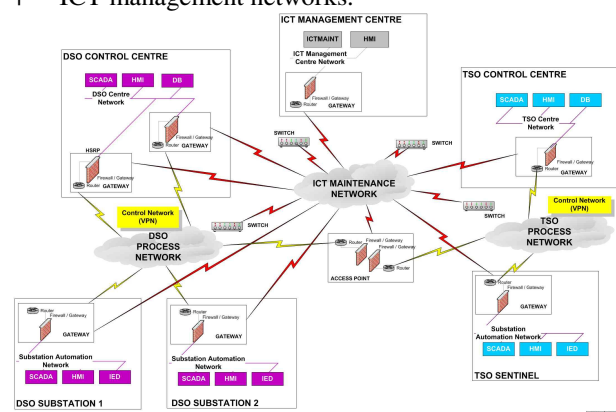 ICT management networks.
ICT MANAGEMENT CENTRE
ICTMAINT
HMI
ICT Management
Centre Network
Firewall / Gateway
Router
GATEWAY
DSO CONTROL CENTRE
SCADA
HMI
DB
DSO Centre
Network
Firewall / Gateway
Router
GATEWAY
HSRP
Firewall / Gateway
Router
GATEWAY
TSO CONTROL CENTRE
SCADA
HMI
DB
TSO Centre
Network
Firewall / Gateway
Router
GATEWAY
SWITCH
SWITCH
SWITCH
SWITCH
ICT MAINTENANCE
NETWORK
Control Network
(VPN)
DSO
PROCESS
NETWORK
Control Network
(VPN)
TSO
PROCESS
NETWORK
Router
Firewall / Gateway
Firewall / Gateway
Router
ACCESS POINT
Router
Firewall / Gateway
GATEWAY
Substation Automation
Network
SCADA
HMI
IED
DSO SUBSTATION 1
Router
Firewall / Gateway
GATEWAY
Substation Automation
Network
SCADA
HMI
IED
DSO SUBSTATION 2
Router
Firewall / Gateway
GATEWAY
Substation
Automation Network
SCADA
HMI
IED
TSO SENTINEL